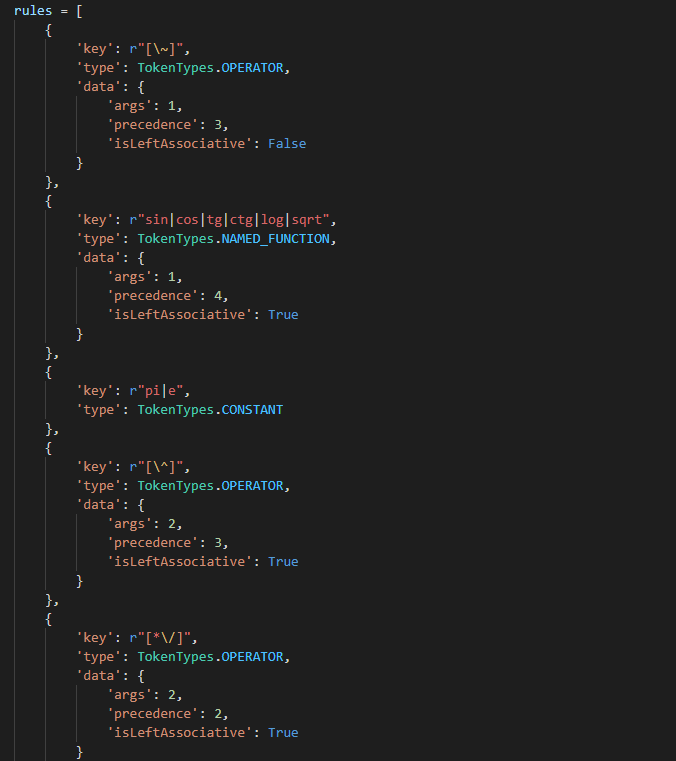 rules = [
    {
        'key': r"[\~]",
        'type': TokenTypes.OPERATOR,
        'data': {
            'args': 1,
            'precedence': 3,
            'isLeftAssociative': False
        }
    },
    {
        'key': r"sin|cos|tg|ctg|log|sqrt",
        'type': TokenTypes.NAMED_FUNCTION,
        'data': {
            'args': 1,
            'precedence': 4,
            'isLeftAssociative': True
        }
    },
    {
        'key': r"pi|e",
        'type': TokenTypes.CONSTANT
    },
    {
        'key': r"[\^]",
        'type': TokenTypes.OPERATOR,
        'data': {
            'args': 2,
            'precedence': 3,
            'isLeftAssociative': True
        }
    },
    {
        'key': r"[*\/]",
        'type': TokenTypes.OPERATOR,
        'data': {
            'args': 2,
            'precedence': 2,
            'isLeftAssociative': True
        }